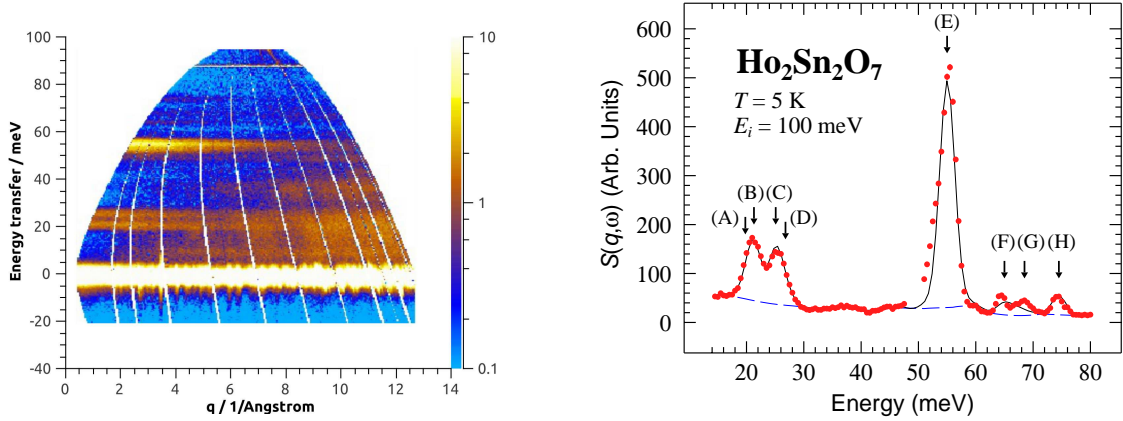 100
80
60
40
20
0
-20
-40
Energy transfer / meV
0
2
4
6
8
10
12
14
q / 1/Angstrom
10
1
0.1
600
500
400
300
200
100
0
S(q,ω) (Arb. Units)
Ho2Sn2O7
T = 5 K
Ei = 100 meV
(E)
(B) (C)
(A) (D)
(F) (G) (H)
20 30 40 50 60 70 80
Energy (meV)